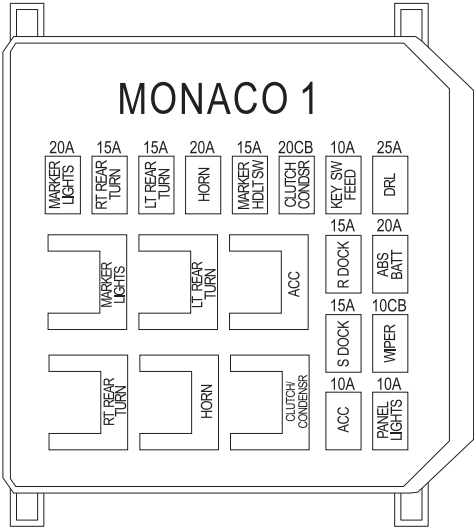 MONACO 1
20A 15A 15A 20A 15A 20CB 10A 25A
MARKER
LIGHTS
RT REAR
TURN
LT REAR
TURN
HORN
MARKER
HDLT SW
CLUTCH
CONDSR
KEY SW
FEED
DRL
15A 20A
MARKER
LIGHTS
LT REAR
TURN
ACC
R DOCK
ABS
BATT
15A 10CB
S DOCK
WIPER
10A 10A
RT REAR
TURN
HORN
CLUTCH/
CONDENSR
ACC
PANEL
LIGHTS